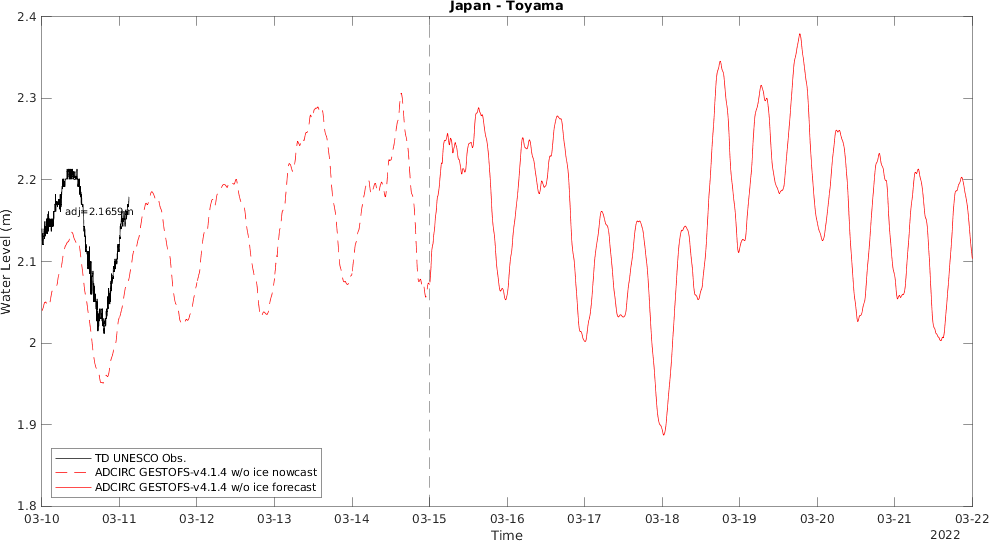 Japan - Toyama
2.4
2.3
2.2
2.1
2
1.9
1.8
Water Level (m)
adj=2.1659m
TD UNESCO Obs.
ADCIRC GESTOFS-v4.1.4 w/o ice nowcast
ADCIRC GESTOFS-v4.1.4 w/o ice forecast
03-10 03-11 03-12 03-13 03-14 03-15 03-16 03-17 03-18 03-19 03-20 03-21 03-22
Time
2022